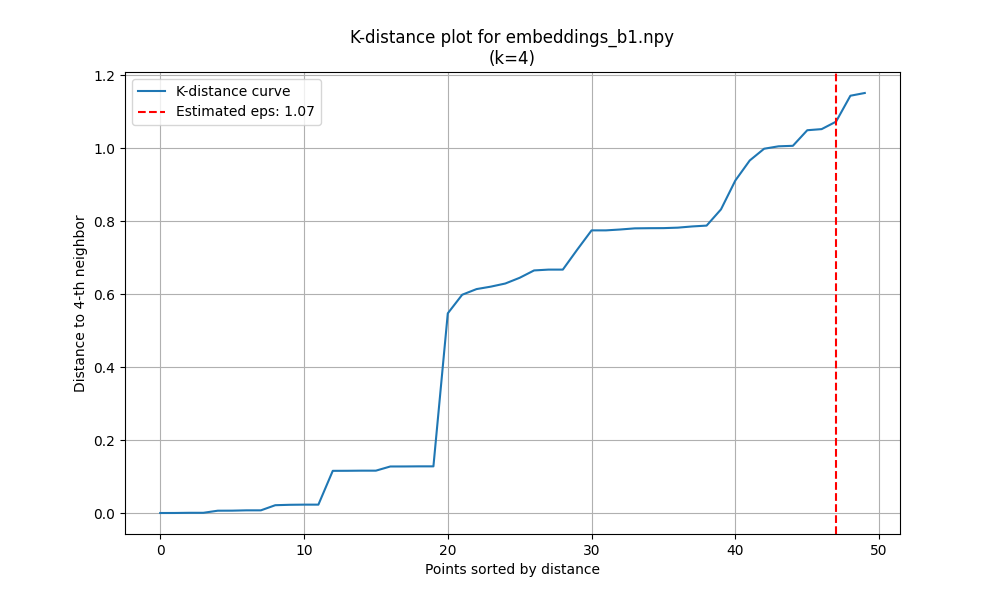 K-distance plot for embeddings_b1.npy
(k=4)
K-distance curve
Estimated eps: 1.07
Distance to 4-th neighbor
1.2
1.0
0.8
0.6
0.4
0.2
0.0
0 10 20 30 40 50
Points sorted by distance